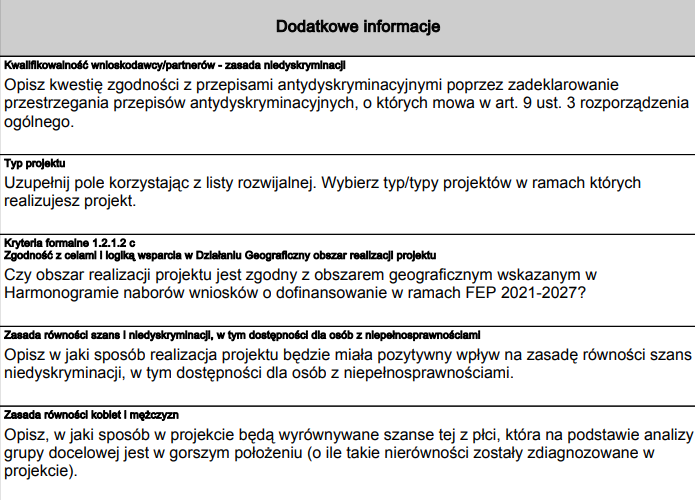 Dodatkowe informacje
Kwalifikowalność wnioskodawcy/partnerów - zasada niedyskryminacji
Opisz kwestię zgodności z przepisami antydyskryminacyjnymi poprzez zadeklarowanie
przestrzegania przepisów antydyskryminacyjnych, o których mowa w art. 9 ust. 3 rozporządzenia
ogólnego.
Typ projektu
Uzupełnij pole korzystając z listy rozwijalnej. Wybierz typ/typy projektów w ramach których
realizujesz projekt.
Kryteria formalne 1.2.1.2 c
Zgodność z celami i logiką wsparcia w Działaniu Geograficzny obszar realizacji projektu
Czy obszar realizacji projektu jest zgodny z obszarem geograficznym wskazanym w
Harmonogramie naborów wniosków o dofinansowanie w ramach FEP 2021-2027?
Zasada równości szans i niedyskryminacji, w tym dostępności dla osób z niepełnosprawnościami
Opisz w jaki sposób realizacja projektu będzie miała pozytywny wpływ na zasadę równości szans
niedyskryminacji, w tym dostępności dla osób z niepełnosprawnościami.
Zasada równości kobiet i mężczyzn
Opisz, w jaki sposób w projekcie będą wyrównywane szanse tej z płci, która na podstawie analizy
grupy docelowej jest w gorszym położeniu (o ile takie nierówności zostały zdiagnozowane w
projekcie).